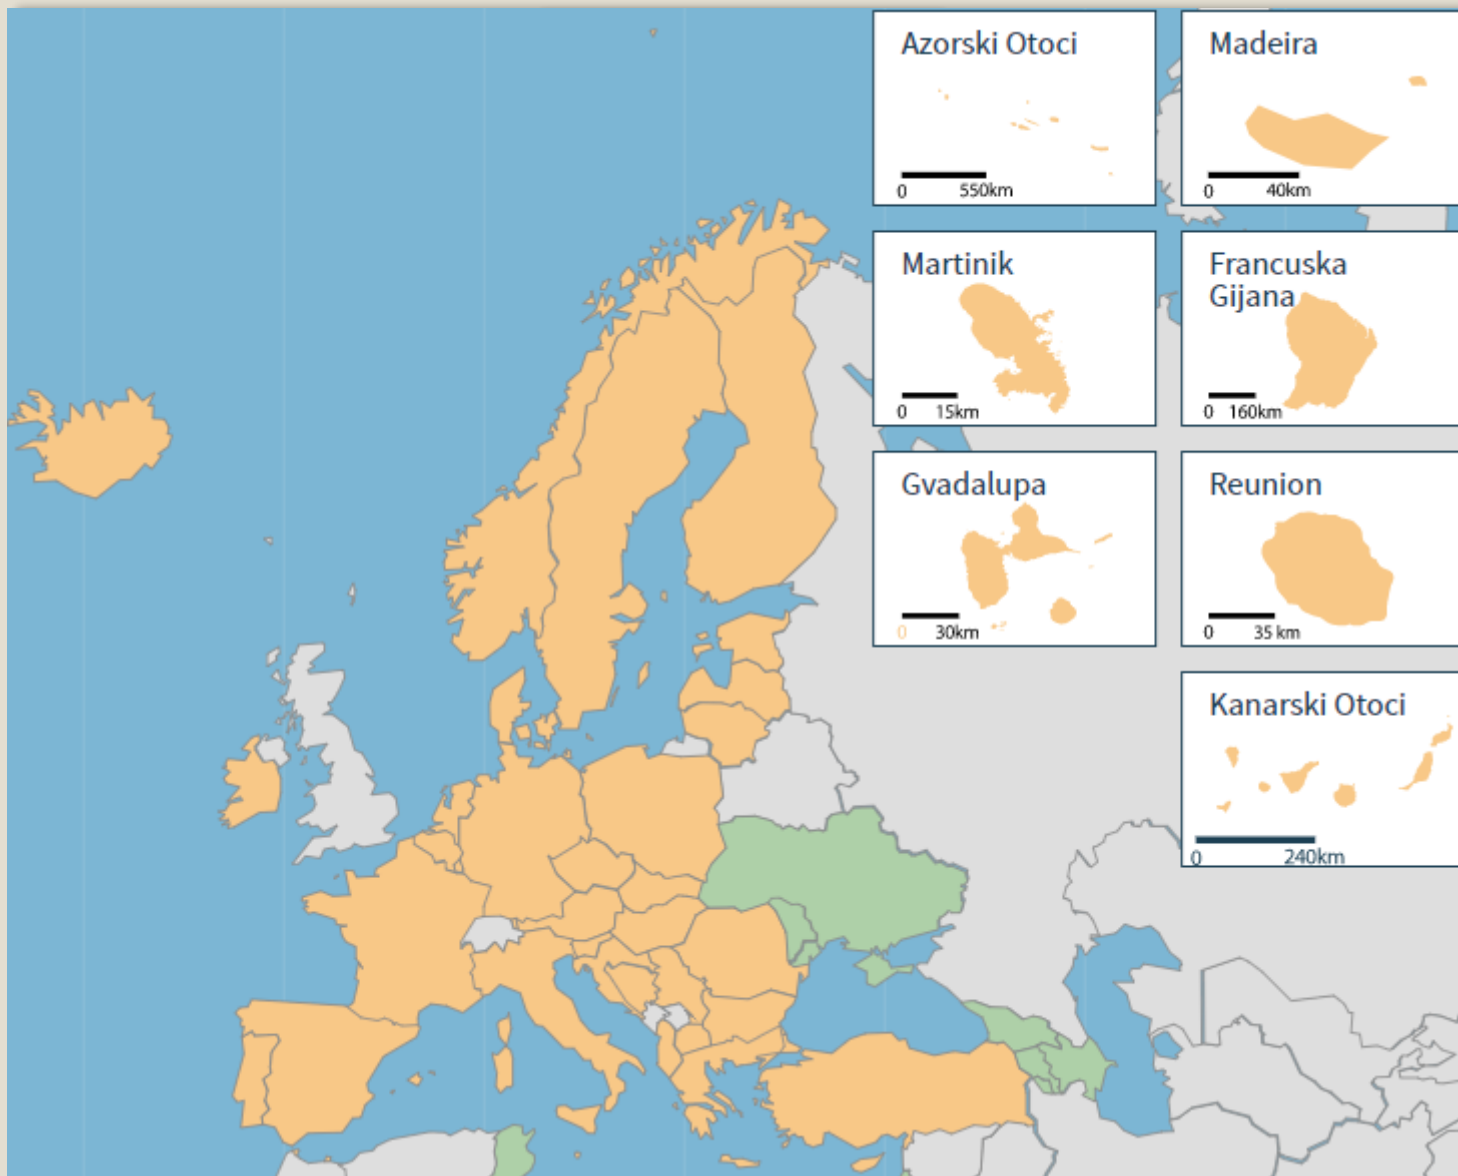 Azorski Otoci
0 550km
Madeira
0 40km
Martinik
0 15km
Francuska
Gijana
0 160km
Gvadalupa
0 30km
Reunion
0 35 km
Kanarski Otoci
0 240km